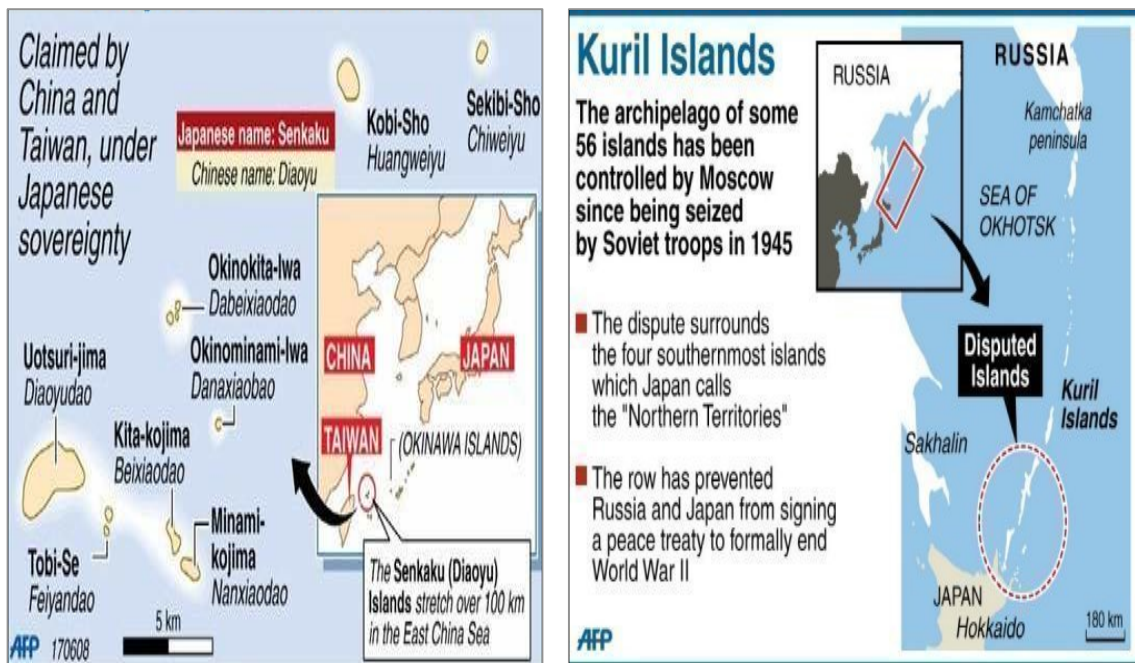 Claimed by
China and
Taiwan, under
Japanese
sovereignty
Japanese name: Senkaku
Chinese name: Diaoyu
Kobi-Sho
Huangweiyu
Sekibi-Sho
Chiweiyu
Okinokita-Iwa
Dabeixiaodao
Uotsuri-jima
Diaoyudao
Okinominami-Iwa
Danaxiaobao
Kita-kojima
Beixiaodao
Minami-
kojima
Nanxiaodao
Tobi-Se
Feiyandao
5 km
AFP 170608
CHINA
JAPAN
TAIWAN
(OKINAWA ISLANDS)
The Senkaku (Diaoyu)
Islands stretch over 100 km
in the East China Sea
Kuril Islands
The archipelago of some
56 islands has been
controlled by Moscow
since being seized
by Soviet troops in 1945
The dispute surrounds
the four southernmost islands
which Japan calls
the "Northern Territories"
The row has prevented
Russia and Japan from signing
a peace treaty to formally end
World War II
AFP
RUSSIA
RUSSIA
Kamchatka
peninsula
SEA OF
OKHOTSK
Disputed
Islands
Kuril
Islands
Sakhalin
JAPAN
Hokkaido
180 km